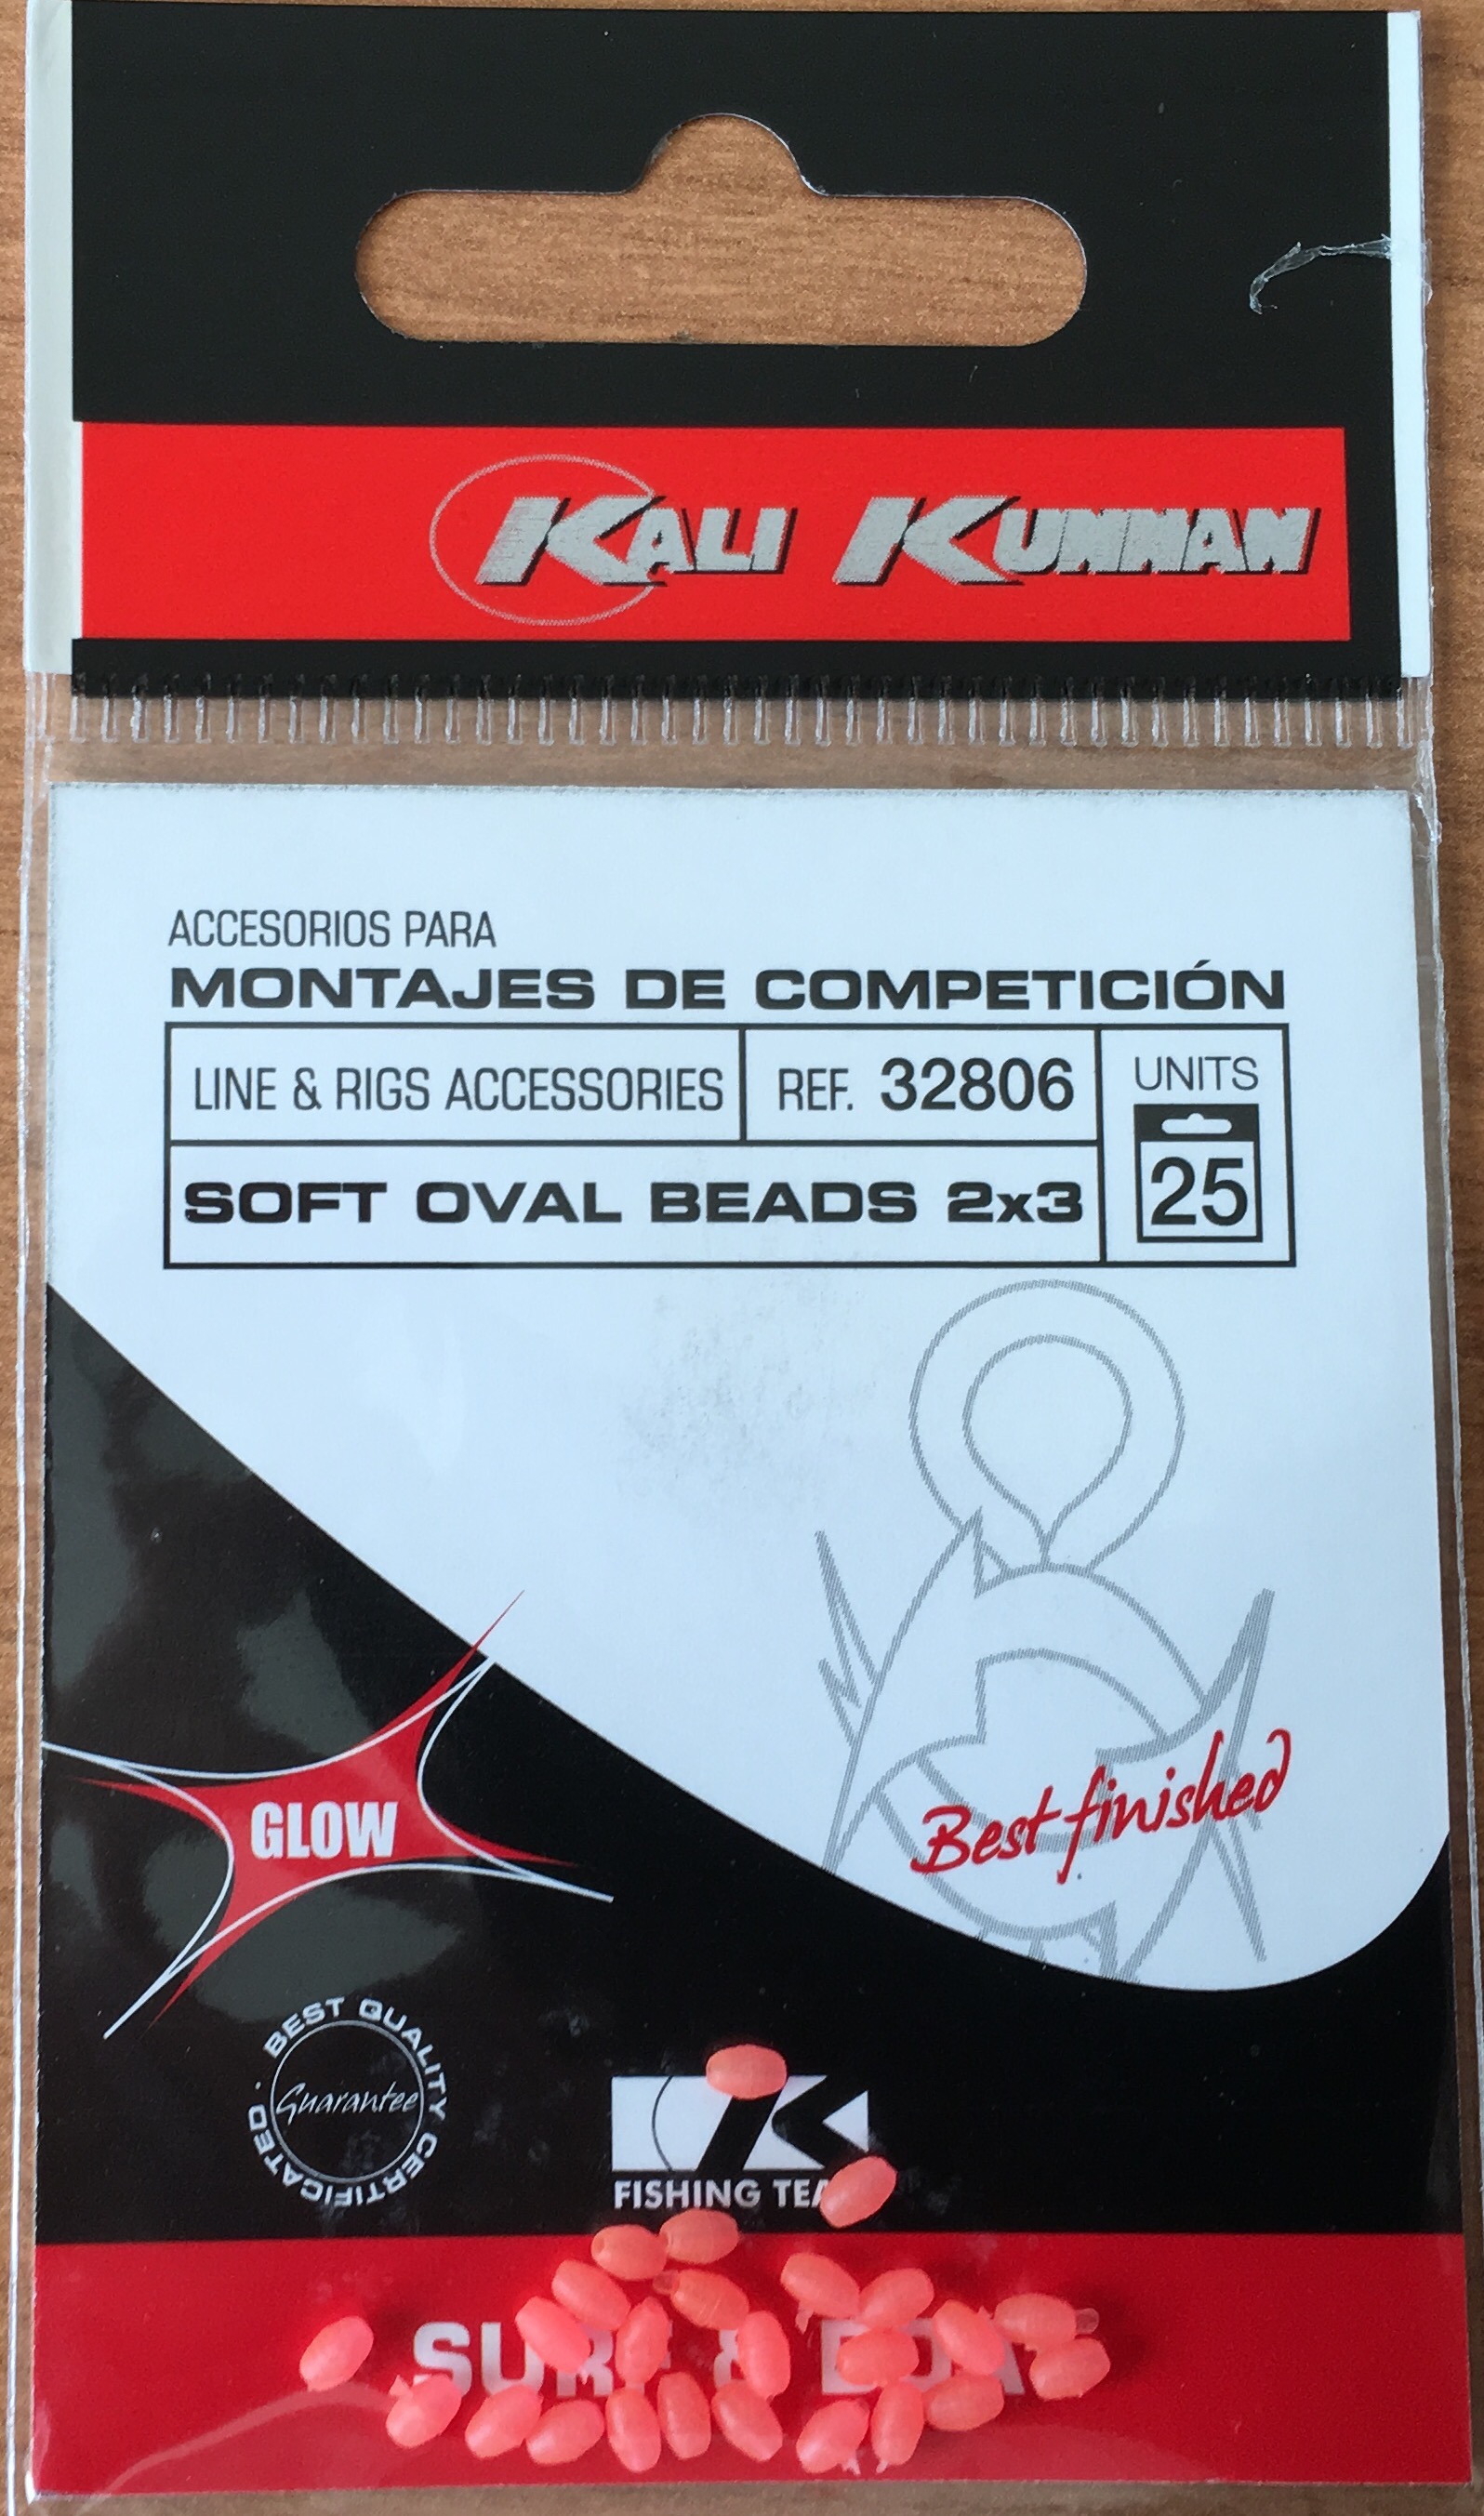 KALI KUNNAN
ACCESORIOS PARA
MONTAJES DE COMPETICIÓN
LINE & RIGS ACCESSORIES
REF. 32806
UNITS
25
SOFT OVAL BEADS 2x3
Best finished
GLOW
BEST QUALITY CERTIFICATED
Guarantee
K
FISHING
SURF &